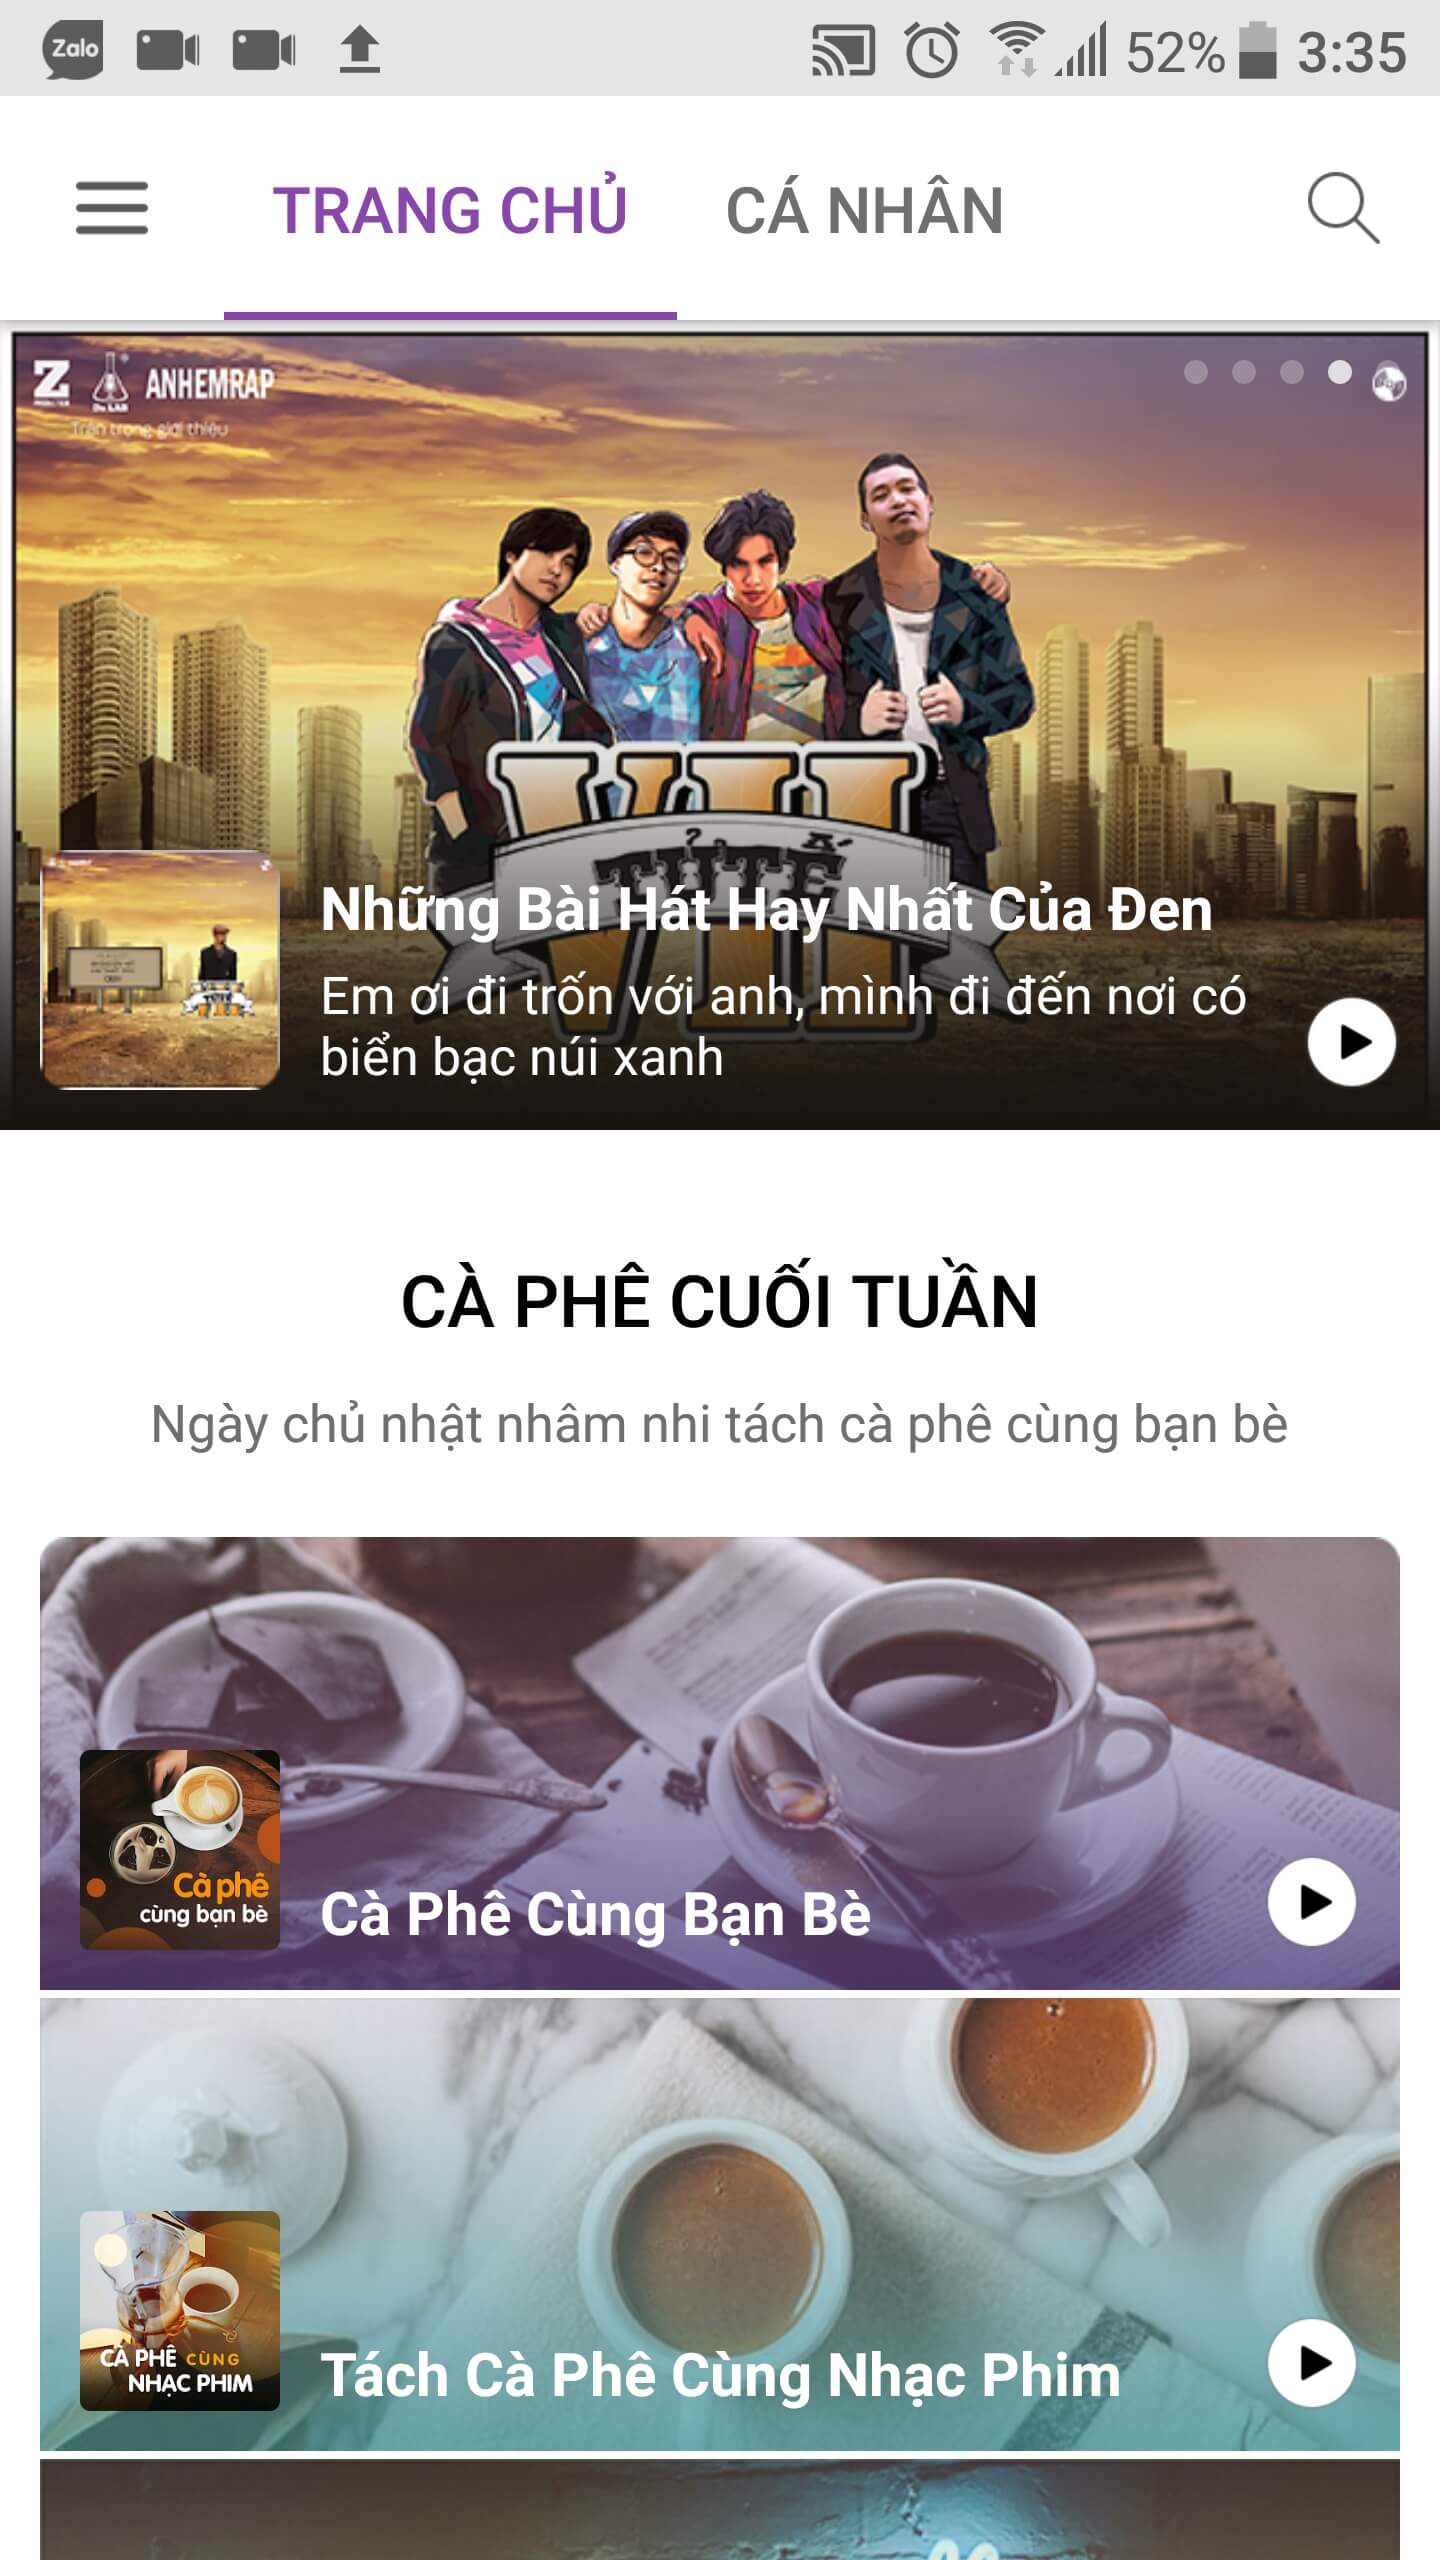 Zalo
52%
3:35
TRANG CHỦ
CÁ NHÂN
Z
ANHEMRAP
Trân trọng giới thiệu
VII
TỬ TẾ
Những Bài Hát Hay Nhất Của Đen
Em ơi đi trốn với anh, mình đi đến nơi có
biển bạc núi xanh
CÀ PHÊ CUỐI TUẦN
Ngày chủ nhật nhâm nhi tách cà phê cùng bạn bè
Cà phê
cùng bạn bè
Cà Phê Cùng Bạn Bè
CÀ PHÊ CÙNG
NHẠC PHIM
Tách Cà Phê Cùng Nhạc Phim